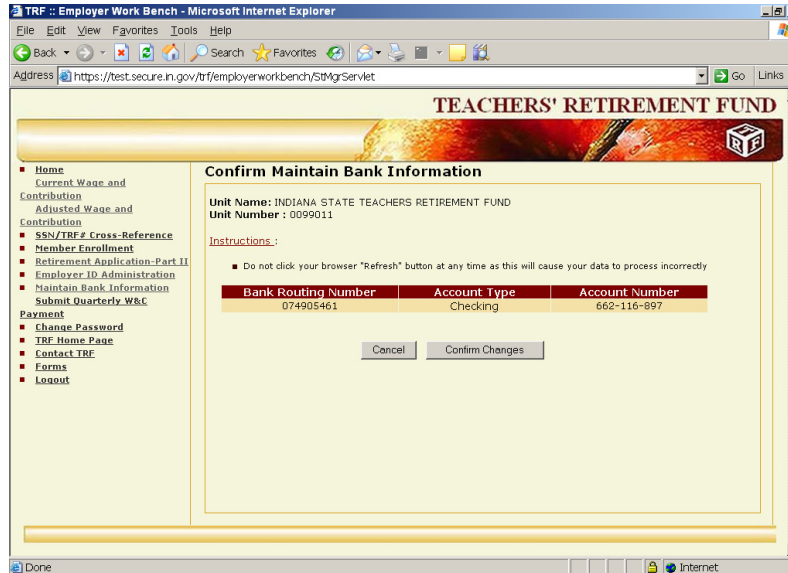 TRF :: Employer Work Bench - Microsoft Internet Explorer
File Edit View Favorites Tools Help
Back Search Favorites
Address https://test.secure.in.gov/trf/employerworkbench/StMgrServlet Go Links
TEACHERS' RETIREMENT FUND
TRF
Home
Current Wage and
Contribution
Adjusted Wage and
Contribution
SSN/TRF# Cross-Reference
Member Enrollment
Retirement Application-Part II
Employer ID Administration
Maintain Bank Information
Submit Quarterly W&C
Payment
Change Password
TRF Home Page
Contact TRF
Forms
Logout
Confirm Maintain Bank Information
Unit Name: INDIANA STATE TEACHERS RETIREMENT FUND
Unit Number : 0099011
Instructions :
Do not click your browser "Refresh" button at any time as this will cause your data to process incorrectly
Bank Routing Number Account Type Account Number
074905461 Checking 662-116-897
Cancel Confirm Changes
Done Internet